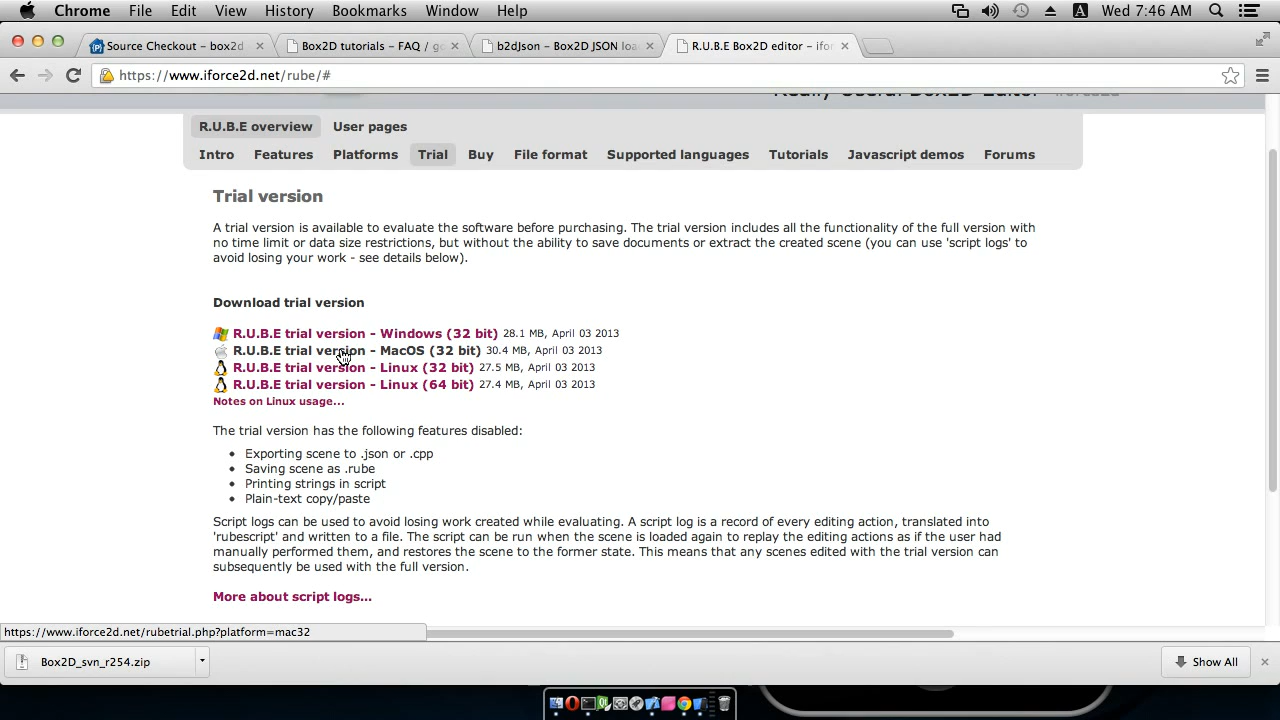 Chrome File Edit View History Bookmarks Window Help A Wed 7:46 AM
Source Checkout - box2d
Box2D tutorials - FAQ / go
b2dJson - Box2D JSON loa
R.U.B.E Box2D editor - ifor
https://www.iforce2d.net/rube/#
Really Useful Box2D Editor
R.U.B.E overview User pages
Intro Features Platforms Trial Buy File format Supported languages Tutorials Javascript demos Forums
Trial version
A trial version is available to evaluate the software before purchasing. The trial version includes all the functionality of the full version with
no time limit or data size restrictions, but without the ability to save documents or extract the created scene (you can use 'script logs' to
avoid losing your work - see details below).
Download trial version
R.U.B.E trial version - Windows (32 bit) 28.1 MB, April 03 2013
R.U.B.E trial version - MacOS (32 bit) 30.4 MB, April 03 2013
R.U.B.E trial version - Linux (32 bit) 27.5 MB, April 03 2013
R.U.B.E trial version - Linux (64 bit) 27.4 MB, April 03 2013
Notes on Linux usage...
The trial version has the following features disabled:
• Exporting scene to .json or .cpp
• Saving scene as .rube
• Printing strings in script
• Plain-text copy/paste
Script logs can be used to avoid losing work created while evaluating. A script log is a record of every editing action, translated into
'rubescript' and written to a file. The script can be run when the scene is loaded again to replay the editing actions as if the user had
manually performed them, and restores the scene to the former state. This means that any scenes edited with the trial version can
subsequently be used with the full version.
More about script logs...
https://www.iforce2d.net/rubetrial.php?platform=mac32
Box2D_svn_r254.zip
Show All